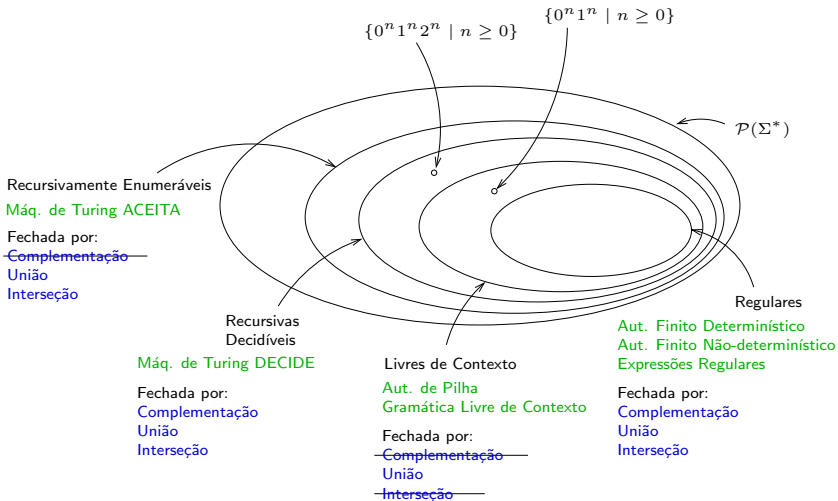 {0ⁿ1ⁿ2ⁿ | n ≥ 0}
{0ⁿ1ⁿ | n ≥ 0}
𝒫(Σ*)
Recursivamente Enumeráveis
Máq. de Turing ACEITA
Fechada por:
Complementação
União
Interseção
Recursivas
Decidíveis
Máq. de Turing DECIDE
Fechada por:
Complementação
União
Interseção
Livres de Contexto
Aut. de Pilha
Gramática Livre de Contexto
Fechada por:
Complementação
União
Interseção
Regulares
Aut. Finito Determinístico
Aut. Finito Não-determinístico
Expressões Regulares
Fechada por:
Complementação
União
Interseção